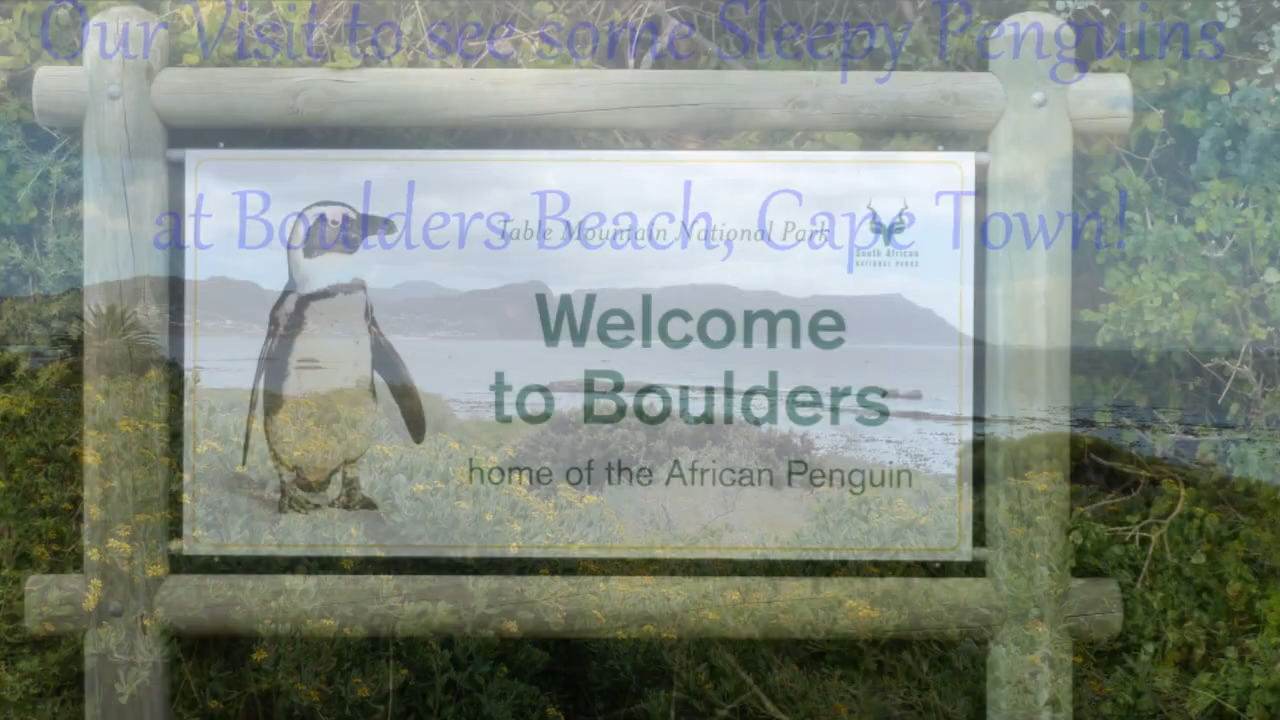 Our Visit to see some Sleepy Penguins
at Boulders Beach, Cape Town!
Table Mountain National Park
South African
NATIONAL PARKS
Welcome
to Boulders
home of the African Penguin